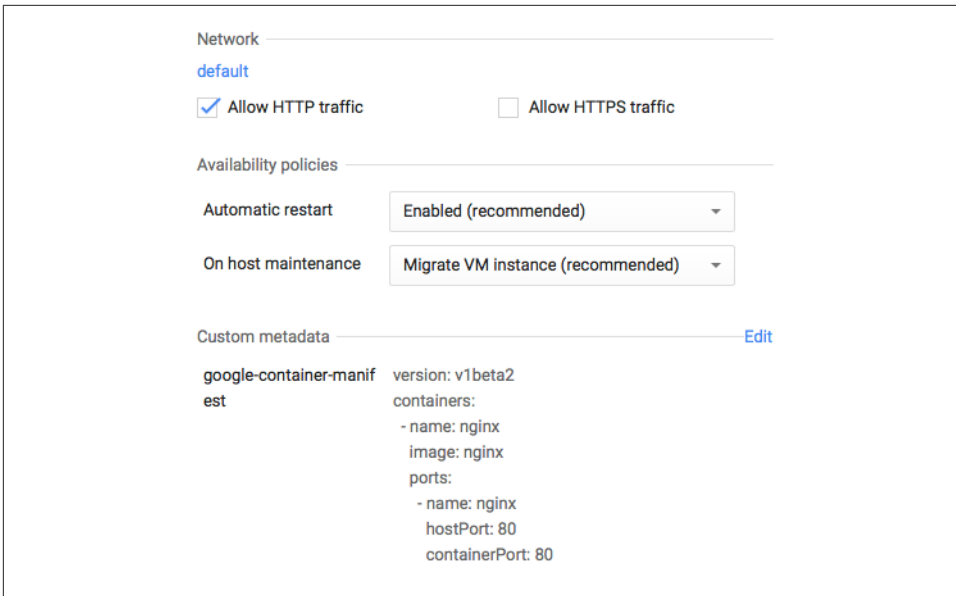 Network
default
Allow HTTP traffic Allow HTTPS traffic
Availability policies
Automatic restart Enabled (recommended)
On host maintenance Migrate VM instance (recommended)
Custom metadata Edit
google-container-manif version: v1beta2
est containers:
- name: nginx
image: nginx
ports:
- name: nginx
hostPort: 80
containerPort: 80